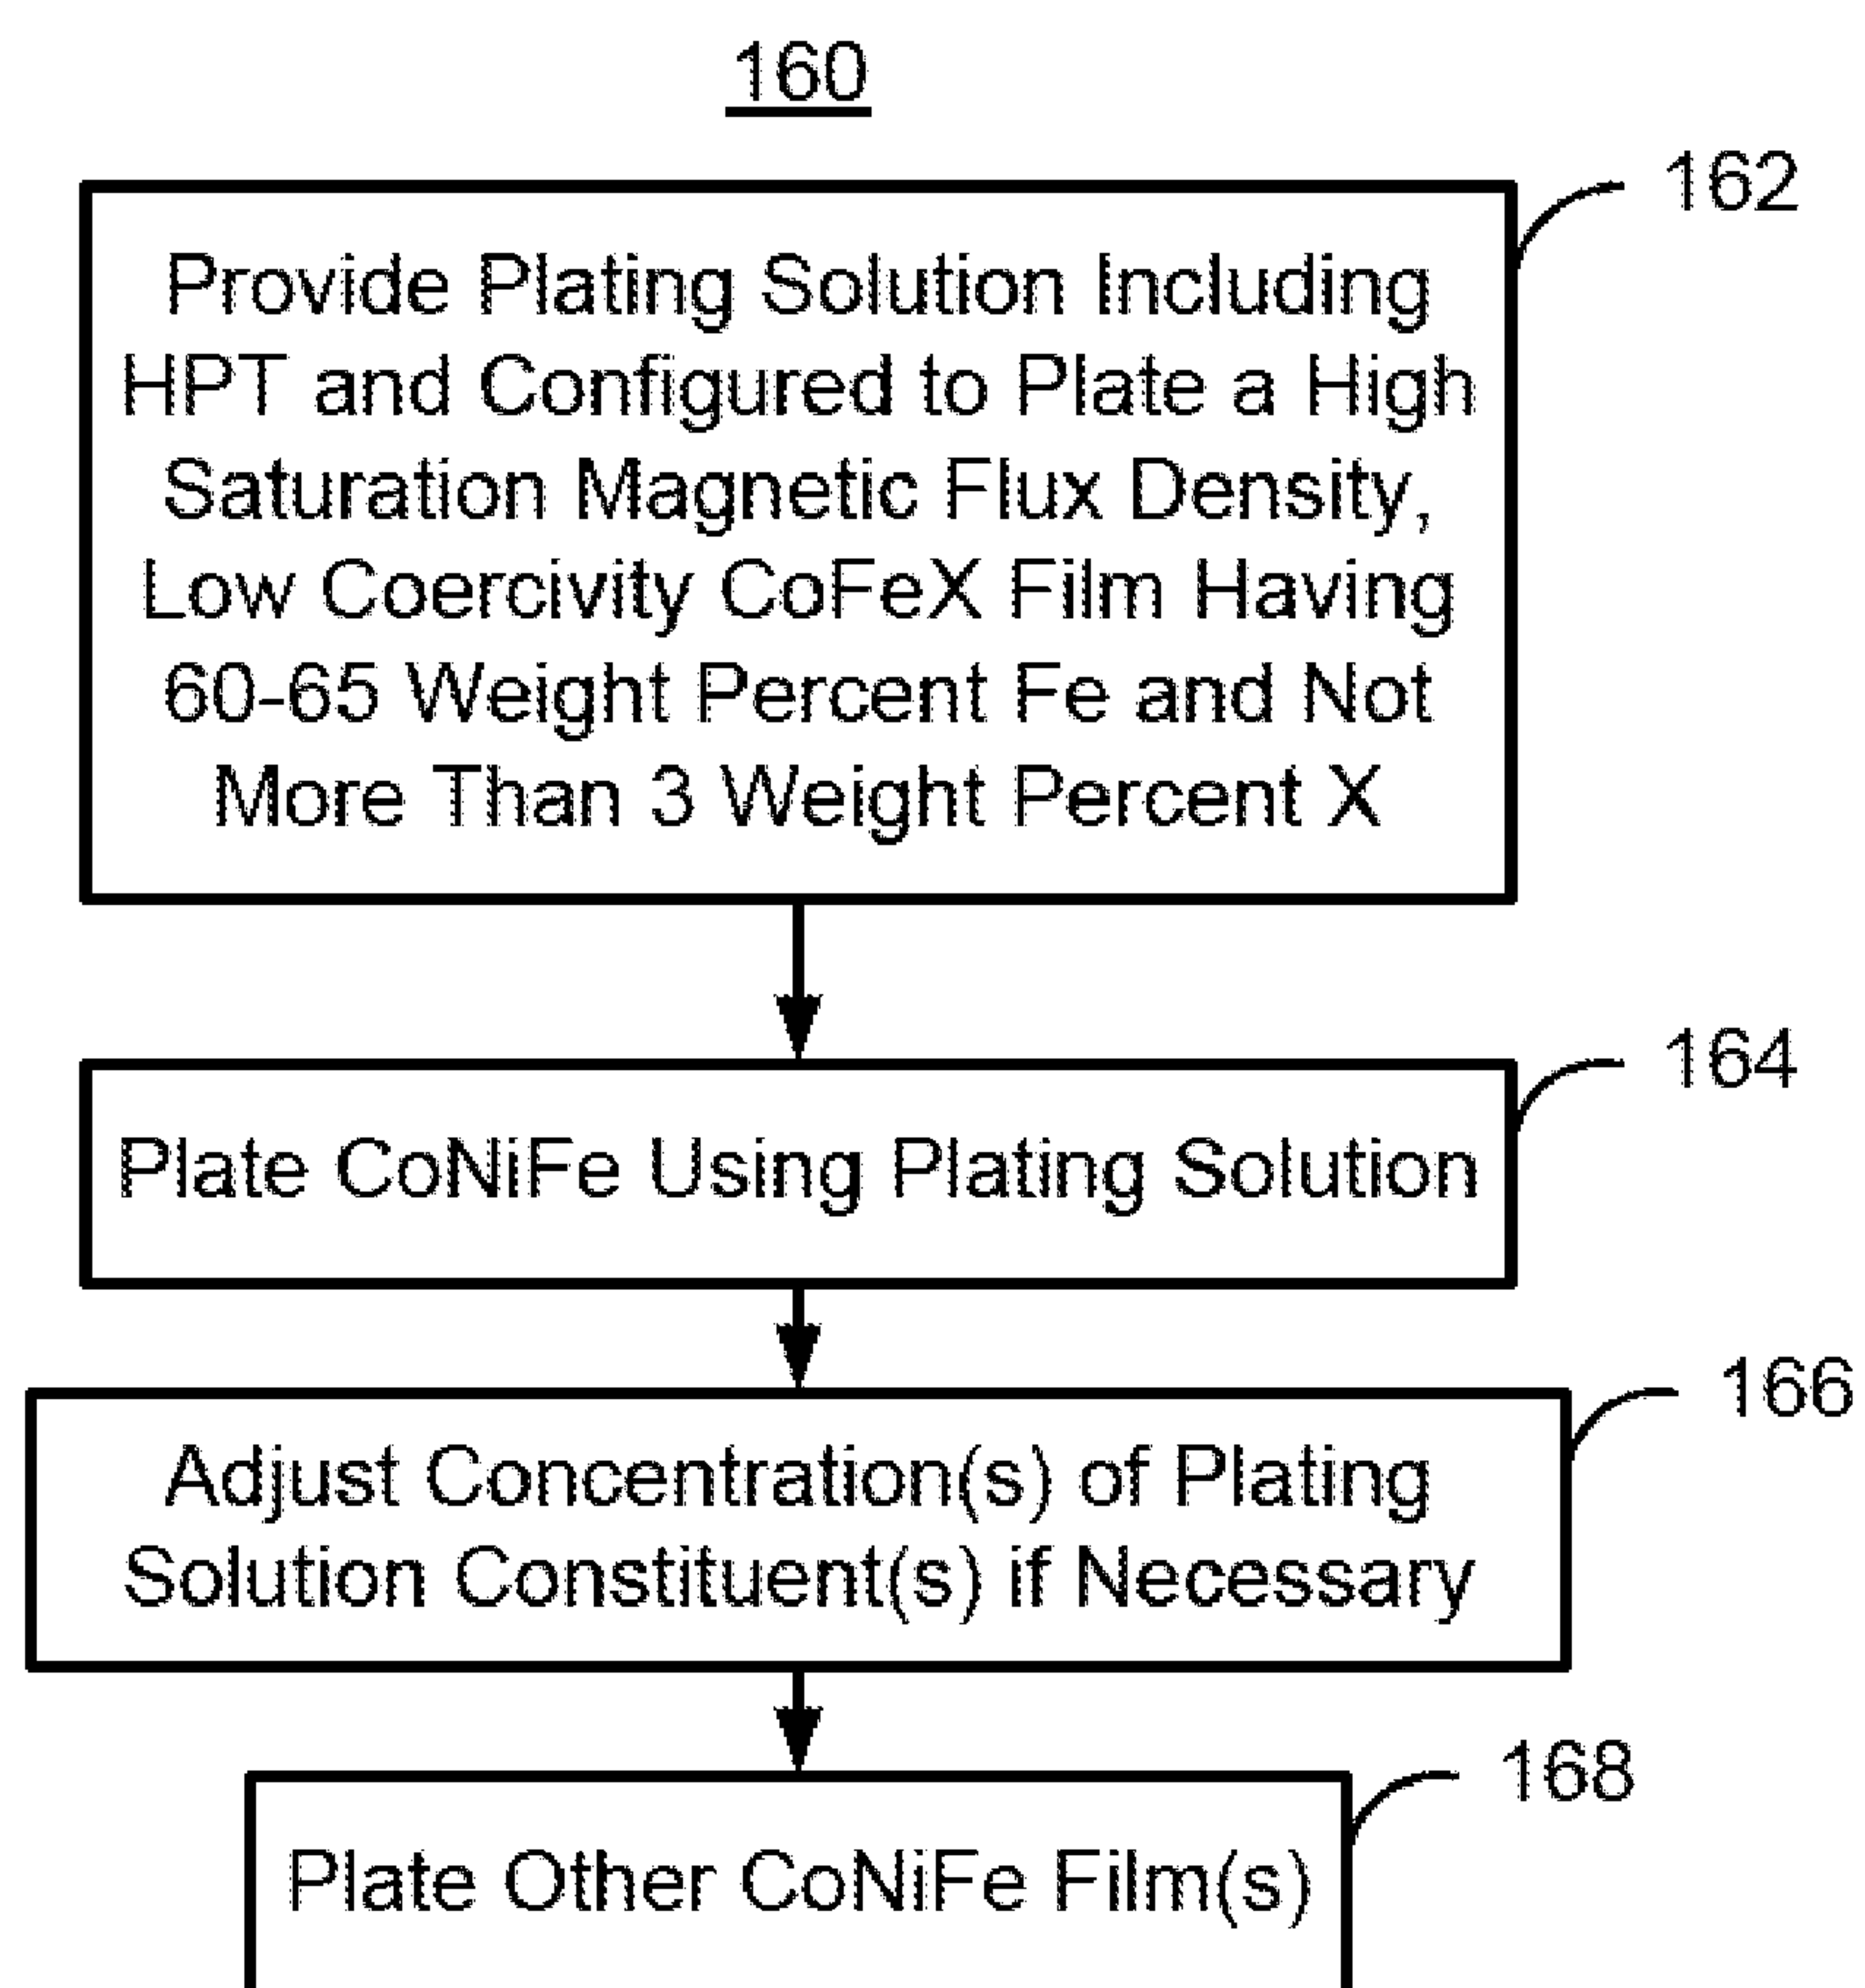 160
162
Provide Plating Solution Including
HPT and Configured to Plate a High
Saturation Magnetic Flux Density,
Low Coercivity CoFeX Film Having
60-65 Weight Percent Fe and Not
More Than 3 Weight Percent X
164
Plate CoNiFe Using Plating Solution
166
Adjust Concentration(s) of Plating
Solution Constituent(s) if Necessary
168
Plate Other CoNiFe Film(s)